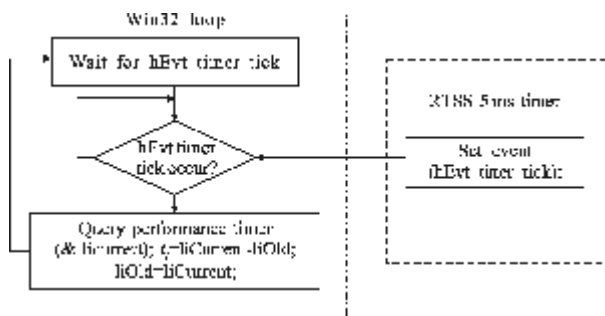 Win32 loop
Wait for hEvt timer tick
hEvt timer
tick occur?
Query performance timer
(& liCurrent); t=liCurrent-liOld;
liOld=liCurrent;
RTSS 5ms timer
Set event
(hEvt timer tick);